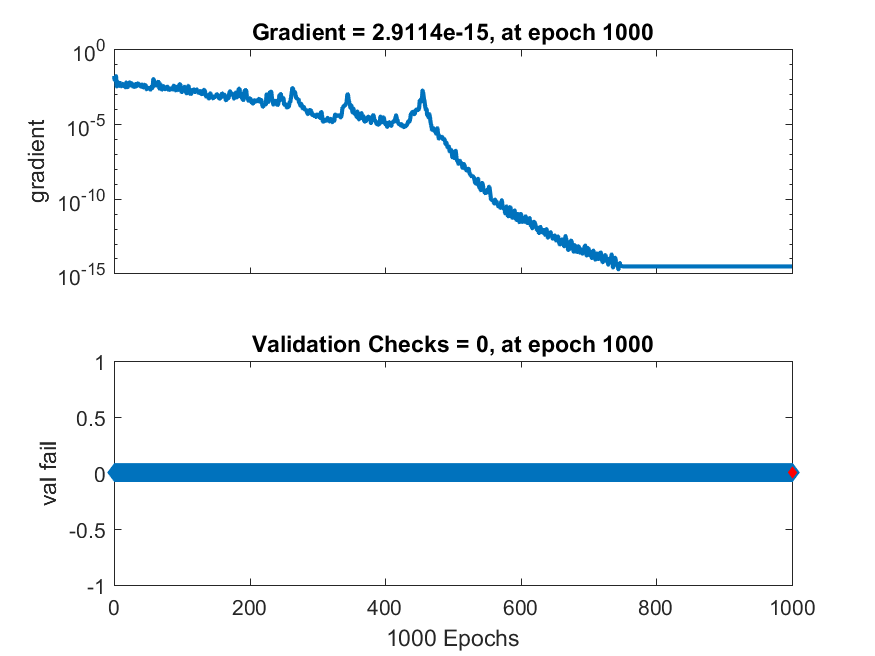 Gradient = 2.9114e-15, at epoch 1000
10^0
10^-5
10^-10
10^-15
gradient
Validation Checks = 0, at epoch 1000
1
0.5
0
-0.5
-1
val fail
0 200 400 600 800 1000
1000 Epochs